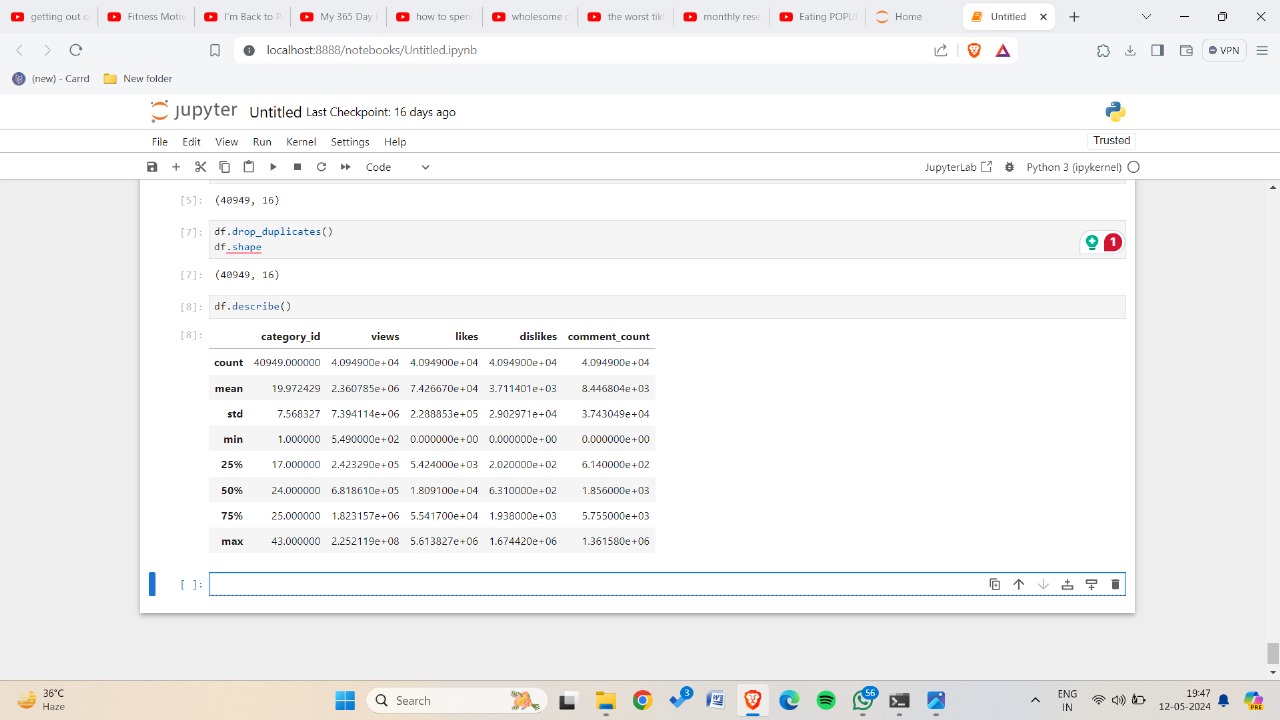 getting out o
Fitness Motiv
I'm Back to a
My 365 Day I
how to spend
wholesome d
the worst tikt
monthly rese
Eating POPUI
Home
Untitled
localhost:8888/notebooks/Untitled.ipynb
VPN
(new) - Carrd
New folder
jupyter Untitled Last Checkpoint: 16 days ago
File Edit View Run Kernel Settings Help
Trusted
Code
JupyterLab
Python 3 (ipykernel)
[5]: (40949, 16)
[7]: df.drop_duplicates()
df.shape
1
[7]: (40949, 16)
[8]: df.describe()
[8]:
category_id views likes dislikes comment_count
count 40949.000000 4.094900e+04 4.094900e+04 4.094900e+04 4.094900e+04
mean 19.972429 2.360785e+06 7.426670e+04 3.711401e+03 8.446804e+03
std 7.568327 7.394114e+06 2.288853e+05 2.902971e+04 3.743049e+04
min 1.000000 5.490000e+02 0.000000e+00 0.000000e+00 0.000000e+00
25% 17.000000 2.423290e+05 5.424000e+03 2.020000e+02 6.140000e+02
50% 24.000000 6.818610e+05 1.809100e+04 6.310000e+02 1.856000e+03
75% 25.000000 1.823157e+06 5.541700e+04 1.938000e+03 5.755000e+03
max 43.000000 2.252119e+08 5.613827e+06 1.674420e+06 1.361580e+06
[ ]:
36°C
Haze
Search
3
56
ENG
IN
19:47
12-05-2024
PRE